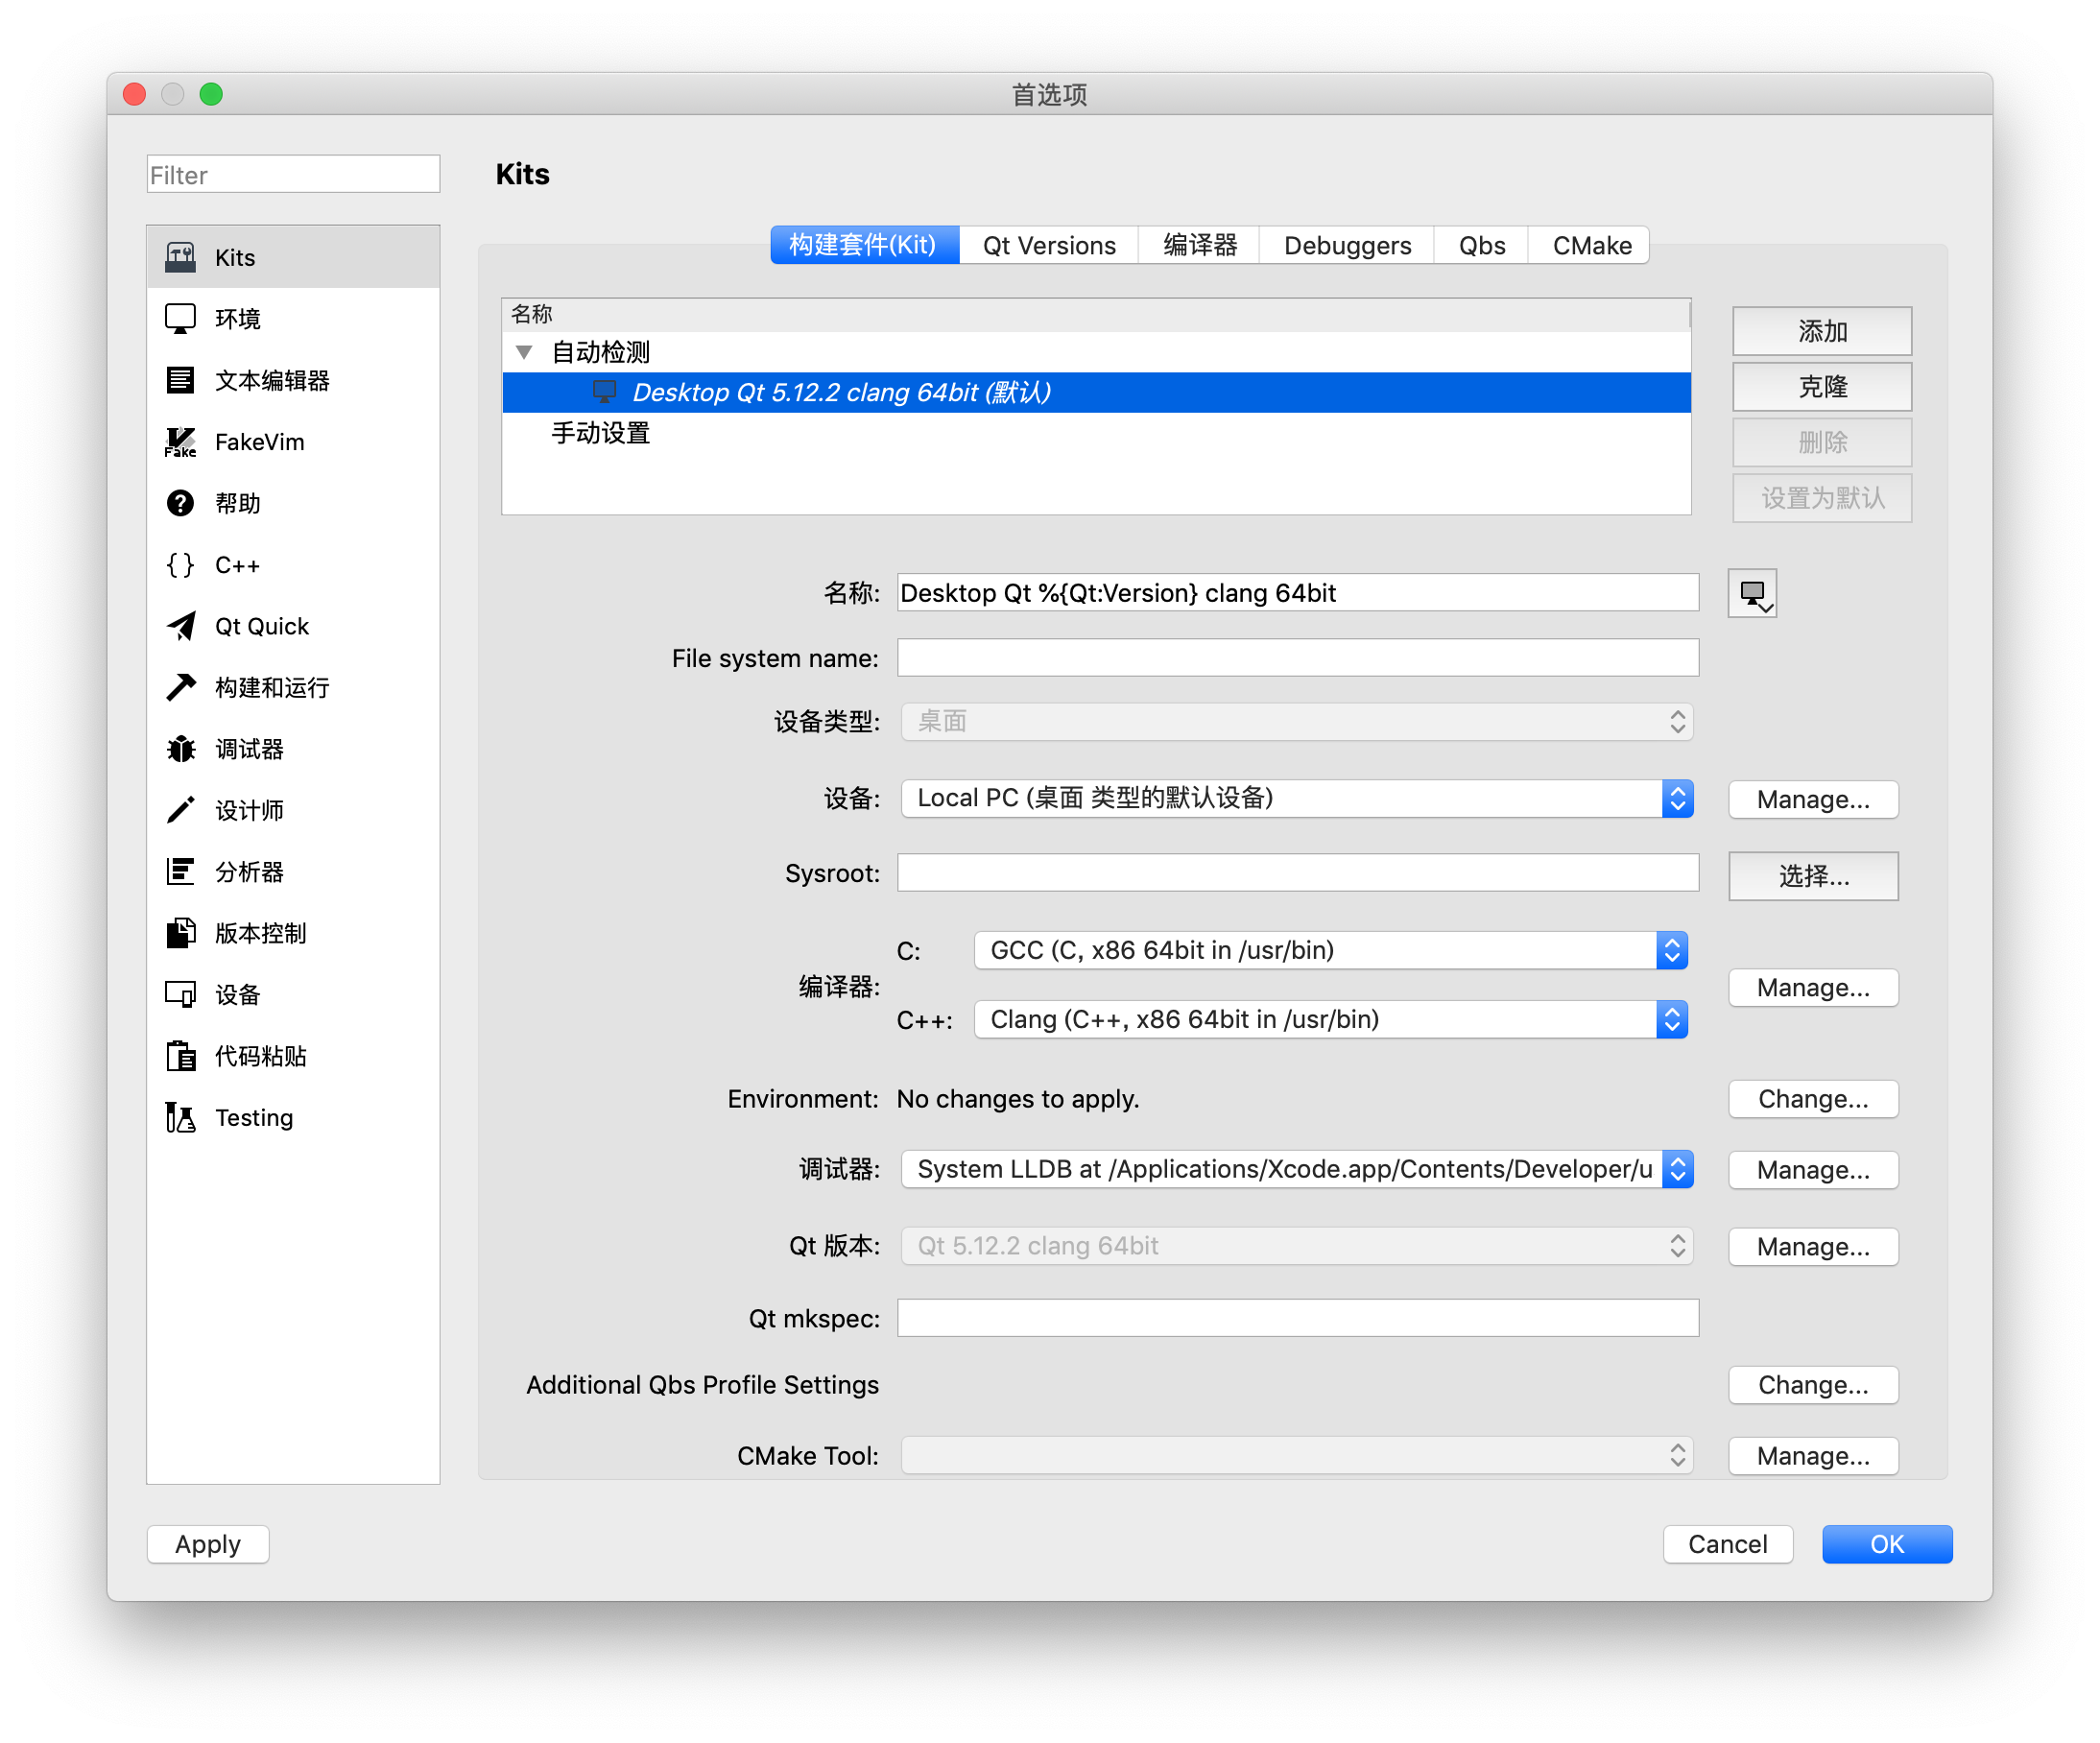 首选项
Filter
Kits
环境
文本编辑器
Fake
FakeVim
帮助
C++
Qt Quick
构建和运行
调试器
设计师
分析器
版本控制
设备
代码粘贴
Testing
Kits
构建套件(Kit) Qt Versions 编译器 Debuggers Qbs CMake
名称
自动检测
Desktop Qt 5.12.2 clang 64bit (默认)
手动设置
添加
克隆
删除
设置为默认
名称: Desktop Qt %{Qt:Version} clang 64bit
File system name:
设备类型: 桌面
设备: Local PC (桌面 类型的默认设备) Manage...
Sysroot: 选择...
编译器:
C: GCC (C, x86 64bit in /usr/bin)
C++: Clang (C++, x86 64bit in /usr/bin)
Manage...
Environment: No changes to apply. Change...
调试器: System LLDB at /Applications/Xcode.app/Contents/Developer/u Manage...
Qt 版本: Qt 5.12.2 clang 64bit Manage...
Qt mkspec:
Additional Qbs Profile Settings Change...
CMake Tool: Manage...
Apply Cancel OK